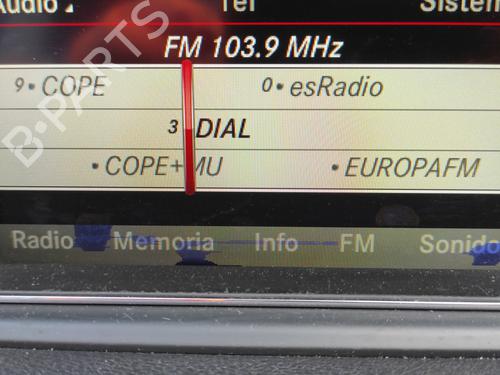 Audio Tel Sistem
FM 103.9 MHz
9 • COPE 0 • esRadio
3 DIAL
• COPE+MU • EUROPAFM
Radio Memoria Info FM Sonido
B-PARTS